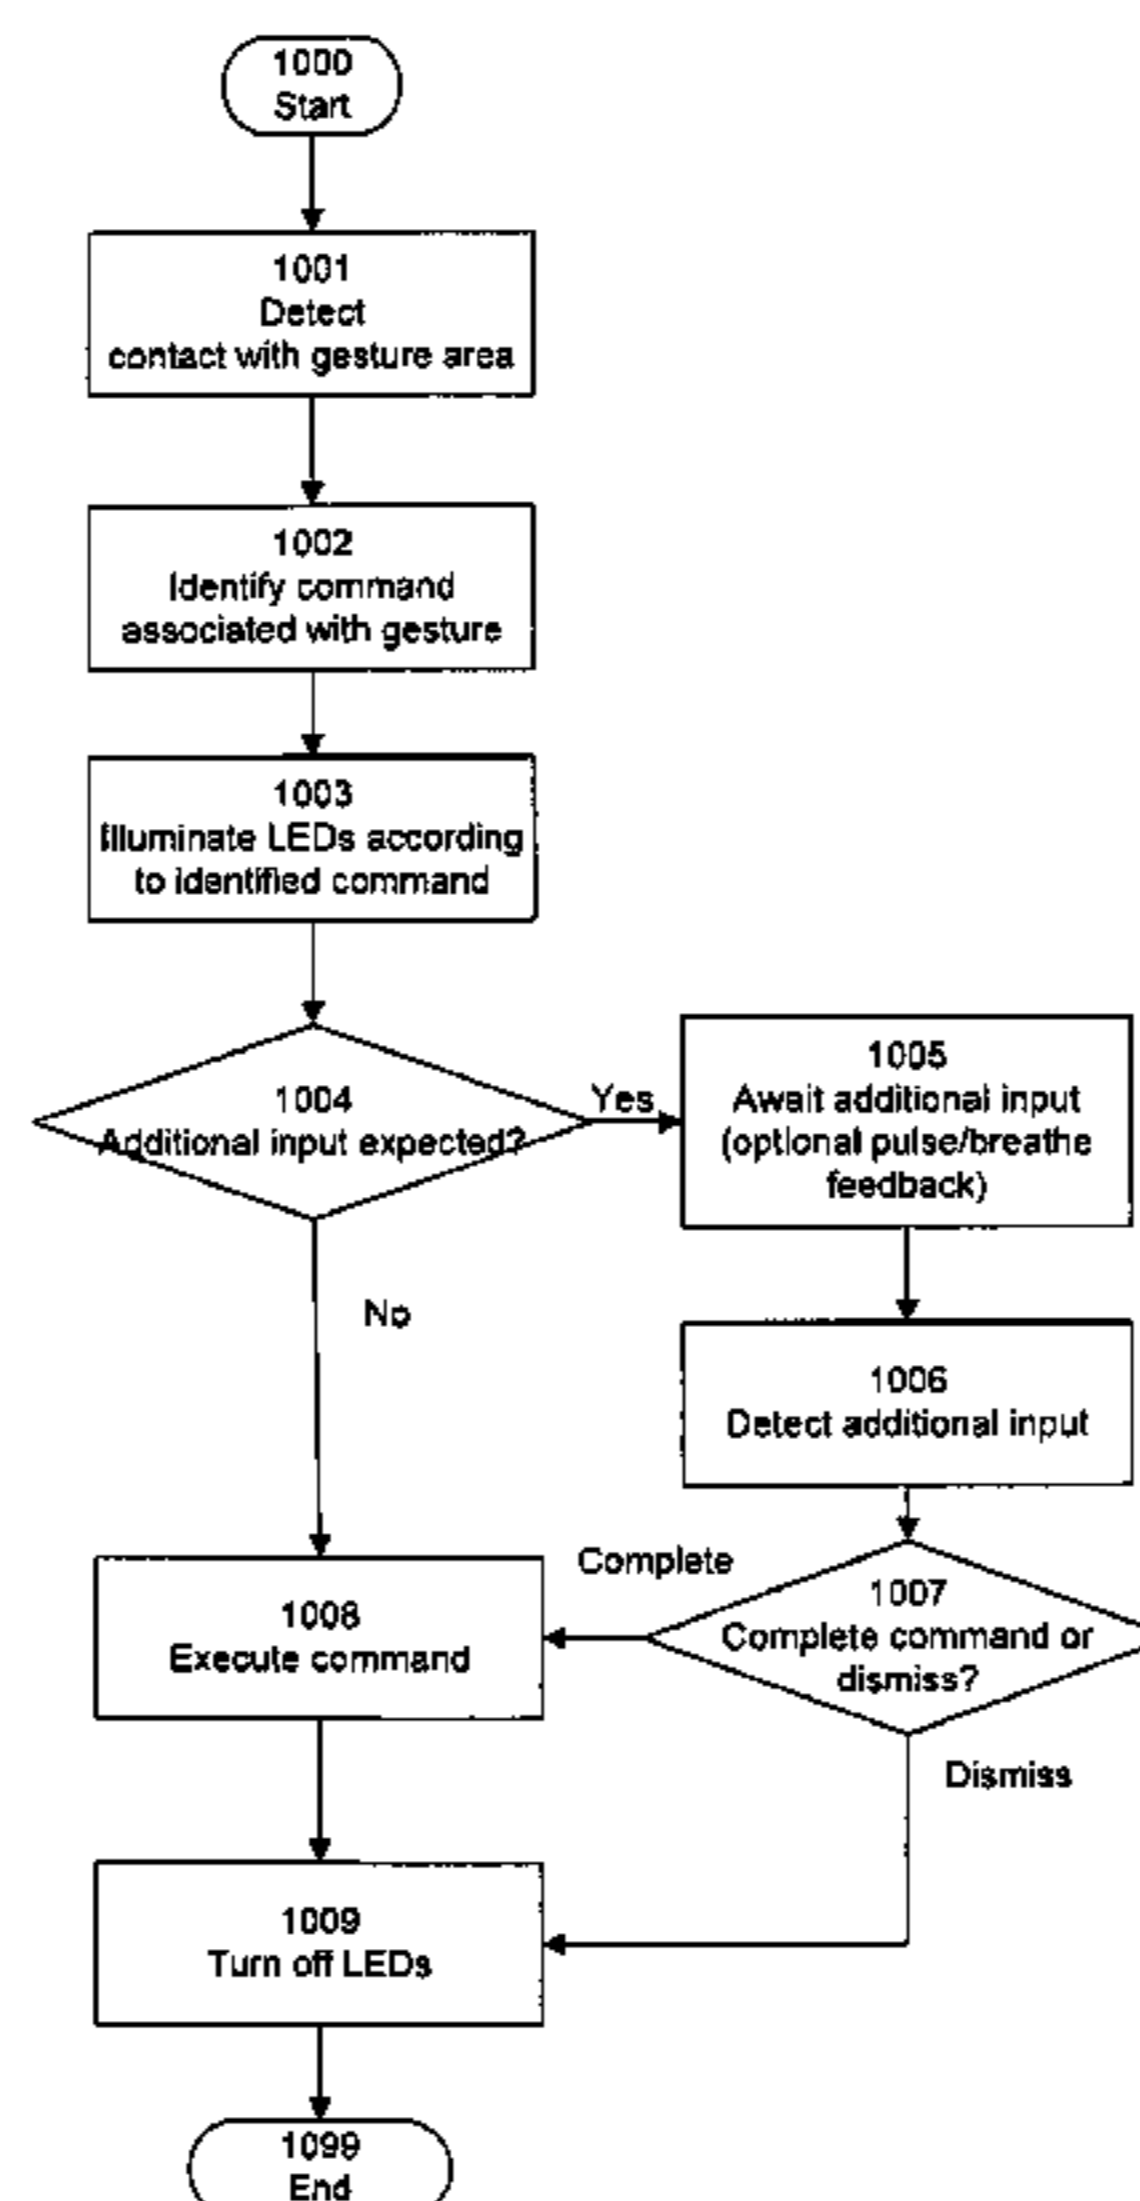 1000
Start
1001
Detect
contact with gesture area
1002
Identify command
associated with gesture
1003
Illuminate LEDs according
to identified command
1004
Additional input expected?
Yes
1005
Await additional input
(optional pulse/breathe
feedback)
No
1006
Detect additional input
Complete
1007
Complete command or
dismiss?
1008
Execute command
Dismiss
1009
Turn off LEDs
1099
End